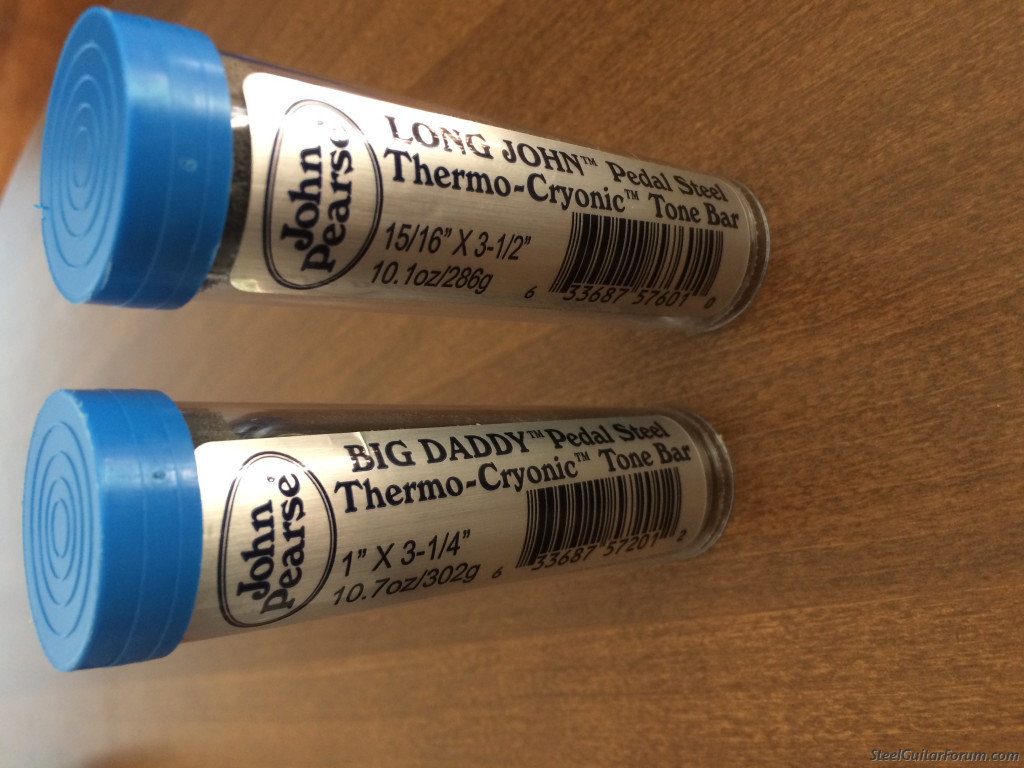 John
Pearse
LONG JOHN™ Pedal Steel
Thermo-Cryonic™ Tone Bar
15/16" X 3-1/2"
10.1oz/286g
6 33687 57601 0
John
Pearse
BIG DADDY™ Pedal Steel
Thermo-Cryonic™ Tone Bar
1" X 3-1/4"
10.7oz/302g
6 33687 57201 2
SteelGuitarForum.com